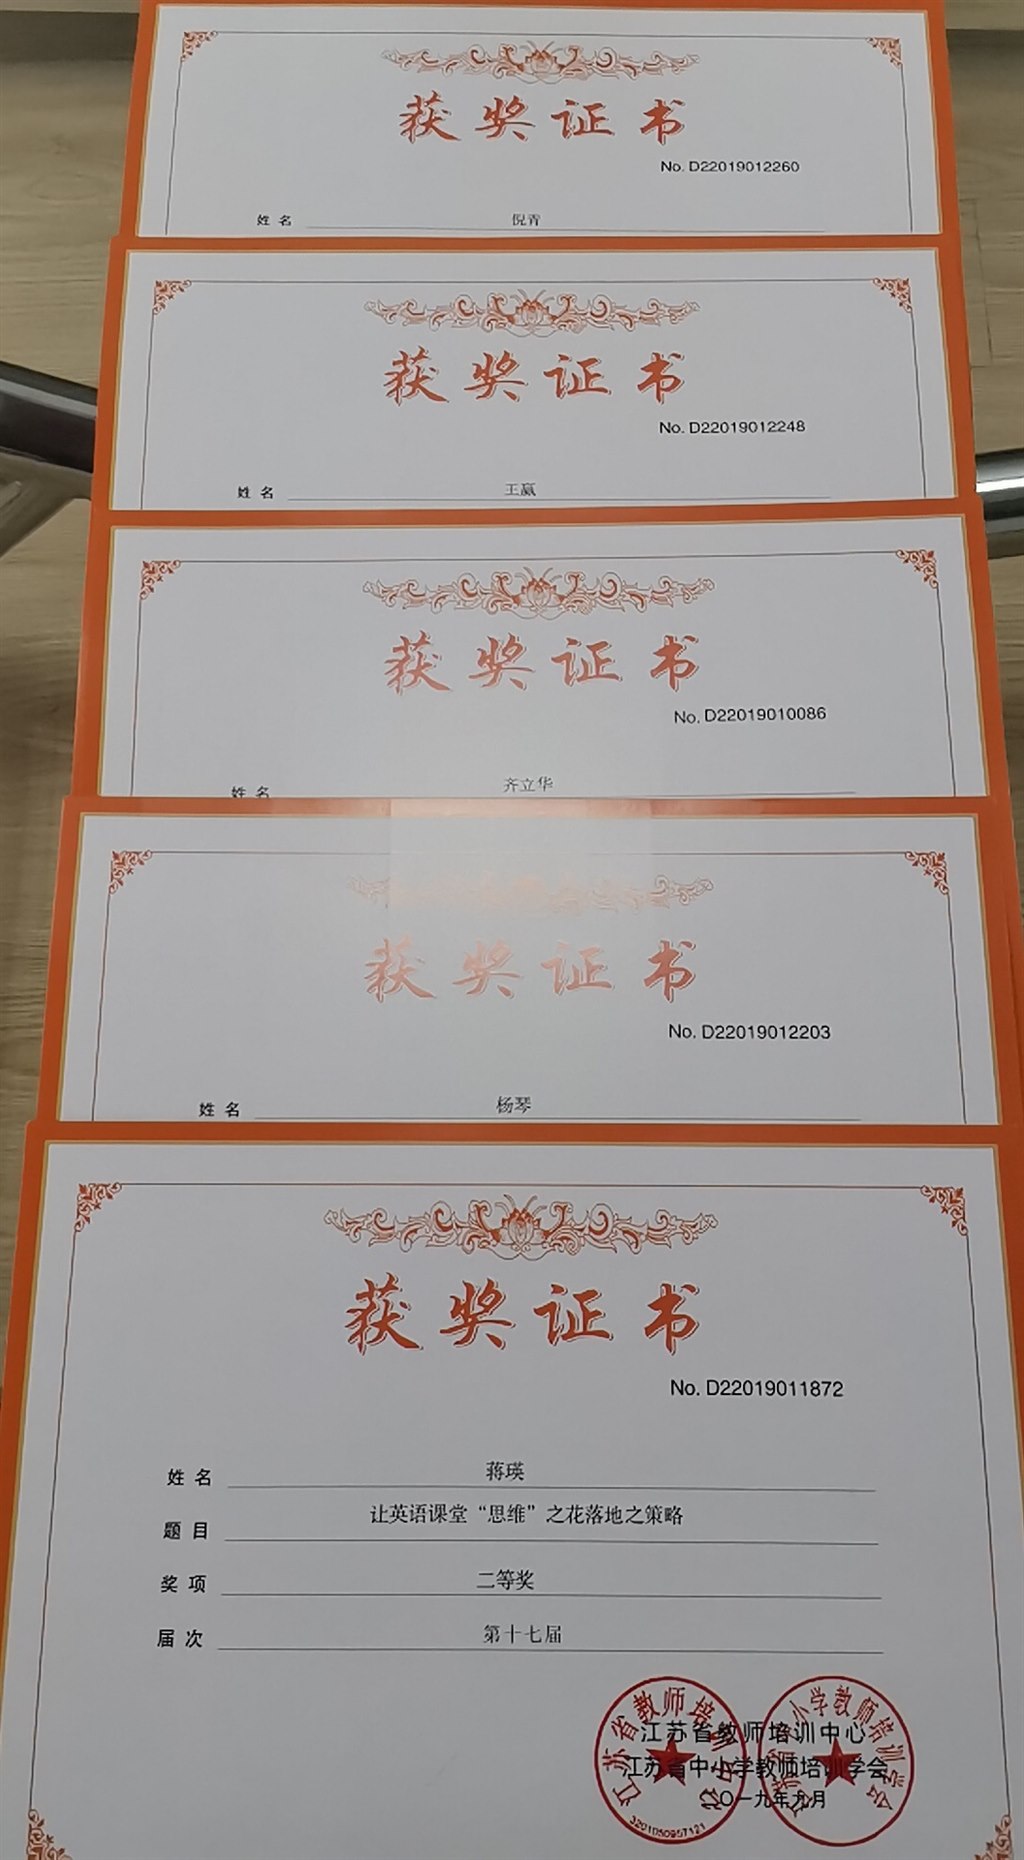 获奖证书
No. D22019012260
姓名 倪青
获奖证书
No. D22019012248
姓名 王赢
获奖证书
No. D22019010086
姓名 齐立华
获奖证书
No. D22019012203
姓名 杨琴
获奖证书
No. D22019011872
姓名 蒋瑛
题目 让英语课堂“思维”之花落地之策略
奖项 二等奖
届次 第十七届
江苏省教师培训中心
江苏省中小学教师培训学会
二〇一九年九月
3201050957121